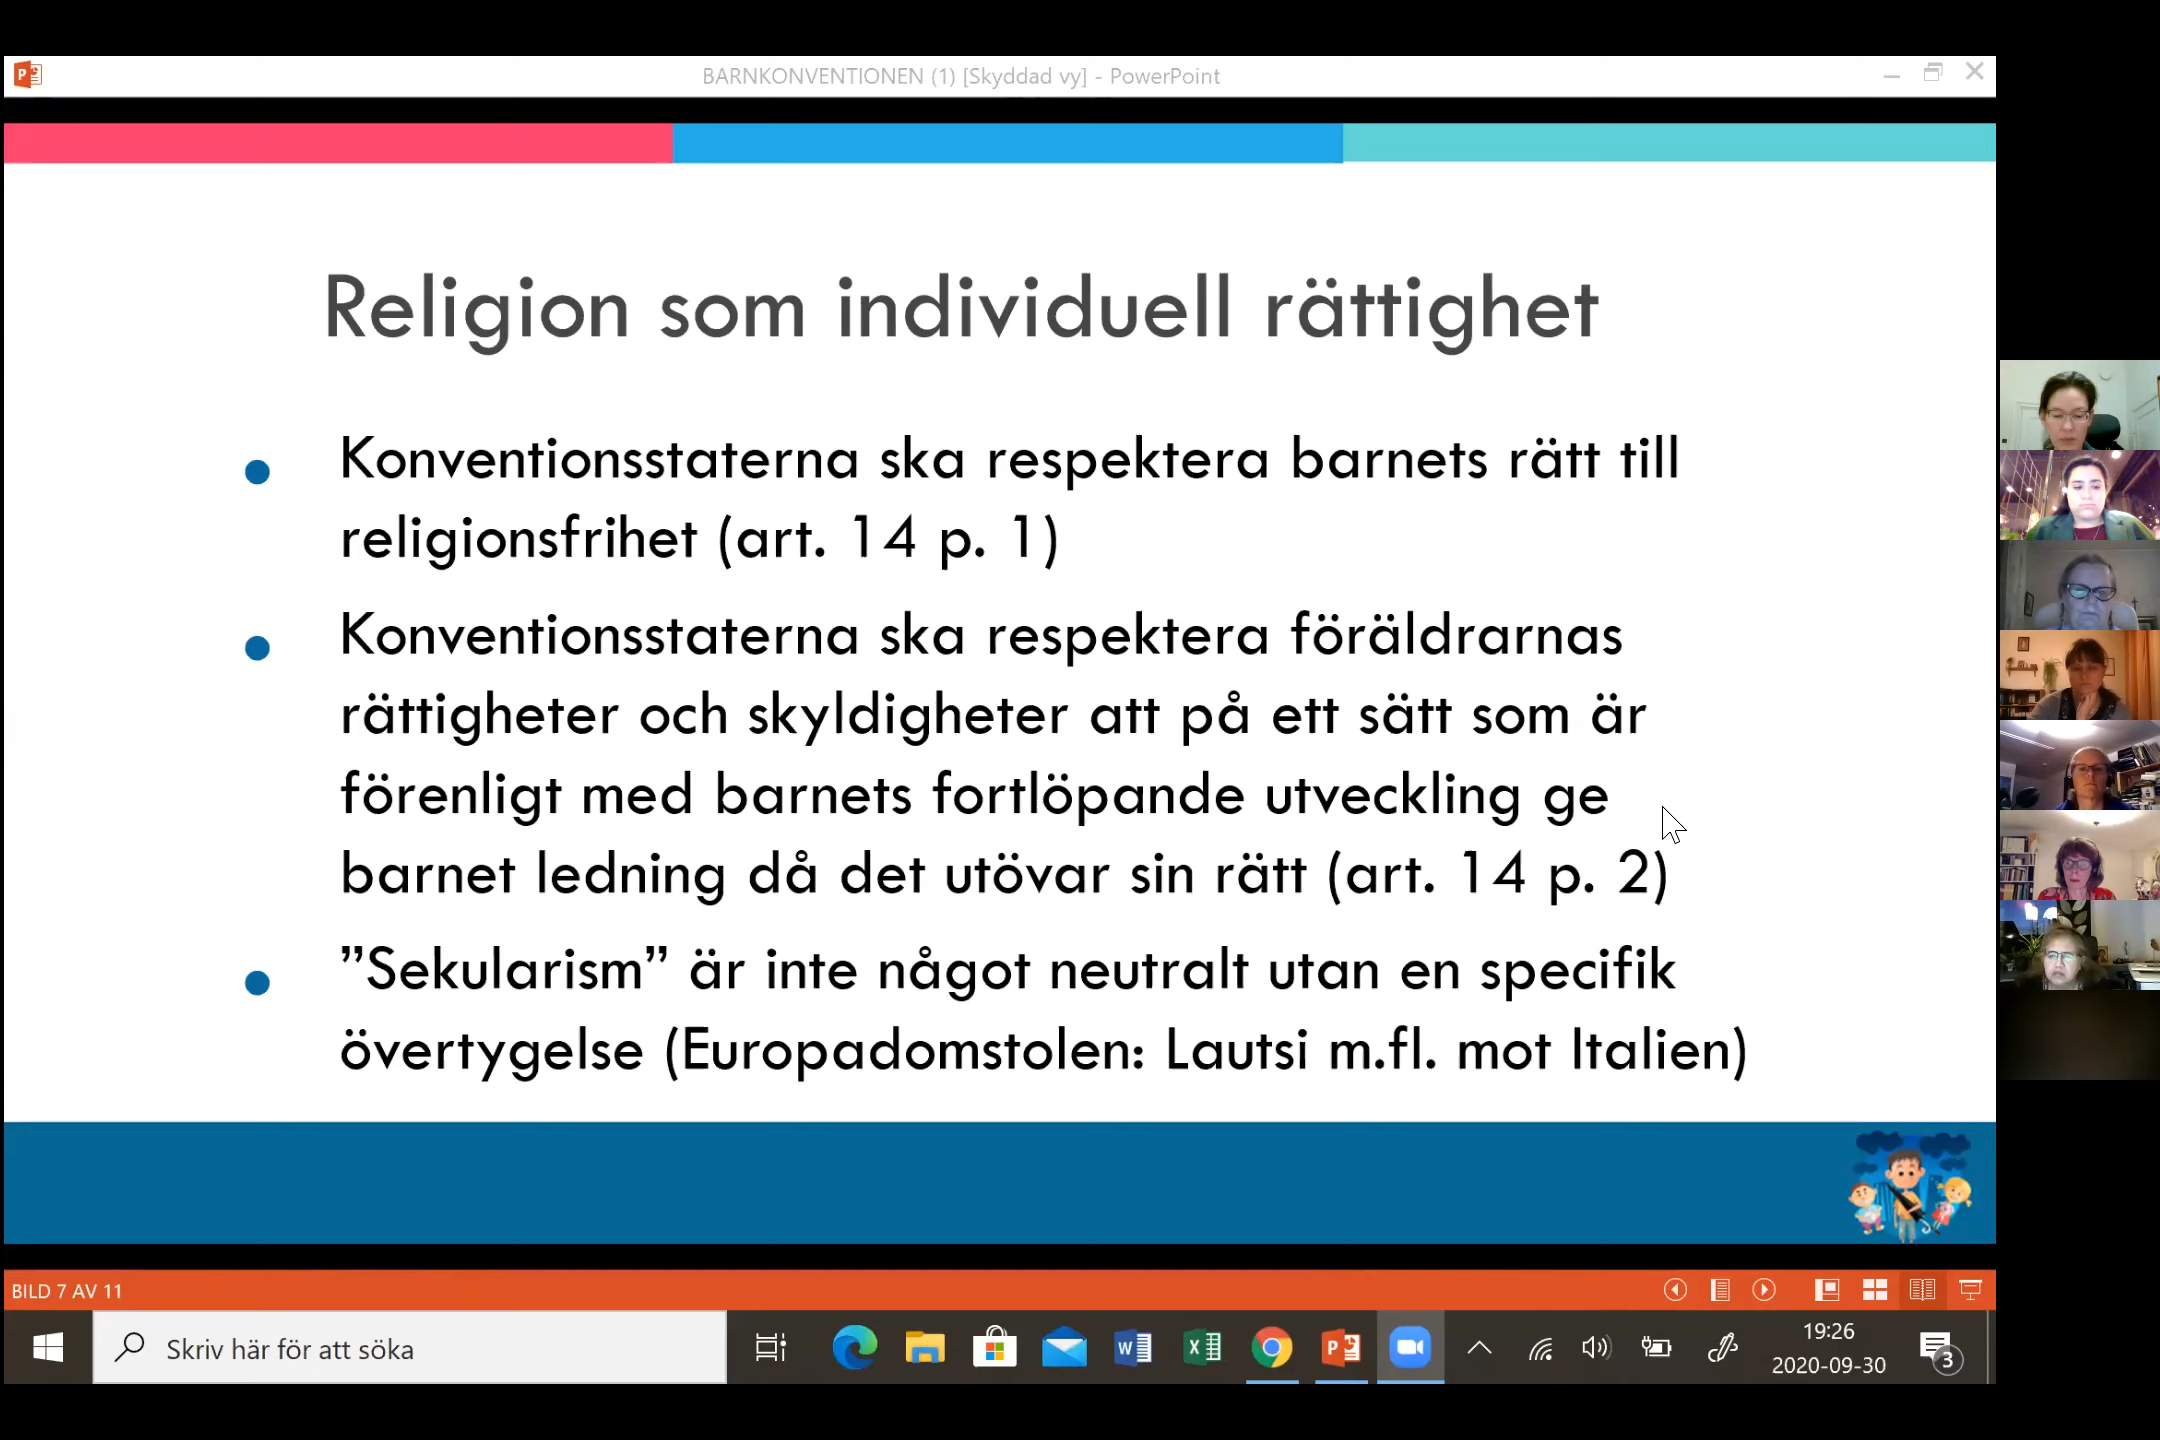 BARNKONVENTIONEN (1) [Skyddad vy] - PowerPoint
Religion som individuell rättighet
Konventionsstaterna ska respektera barnets rätt till
religionsfrihet (art. 14 p. 1)
Konventionsstaterna ska respektera föräldrarnas
rättigheter och skyldigheter att på ett sätt som är
förenligt med barnets fortlöpande utveckling ge
barnet ledning då det utövar sin rätt (art. 14 p. 2)
”Sekularism” är inte något neutralt utan en specifik
övertygelse (Europadomstolen: Lautsi m.fl. mot Italien)
BILD 7 AV 11
Skriv här för att söka
19:26
2020-09-30
3